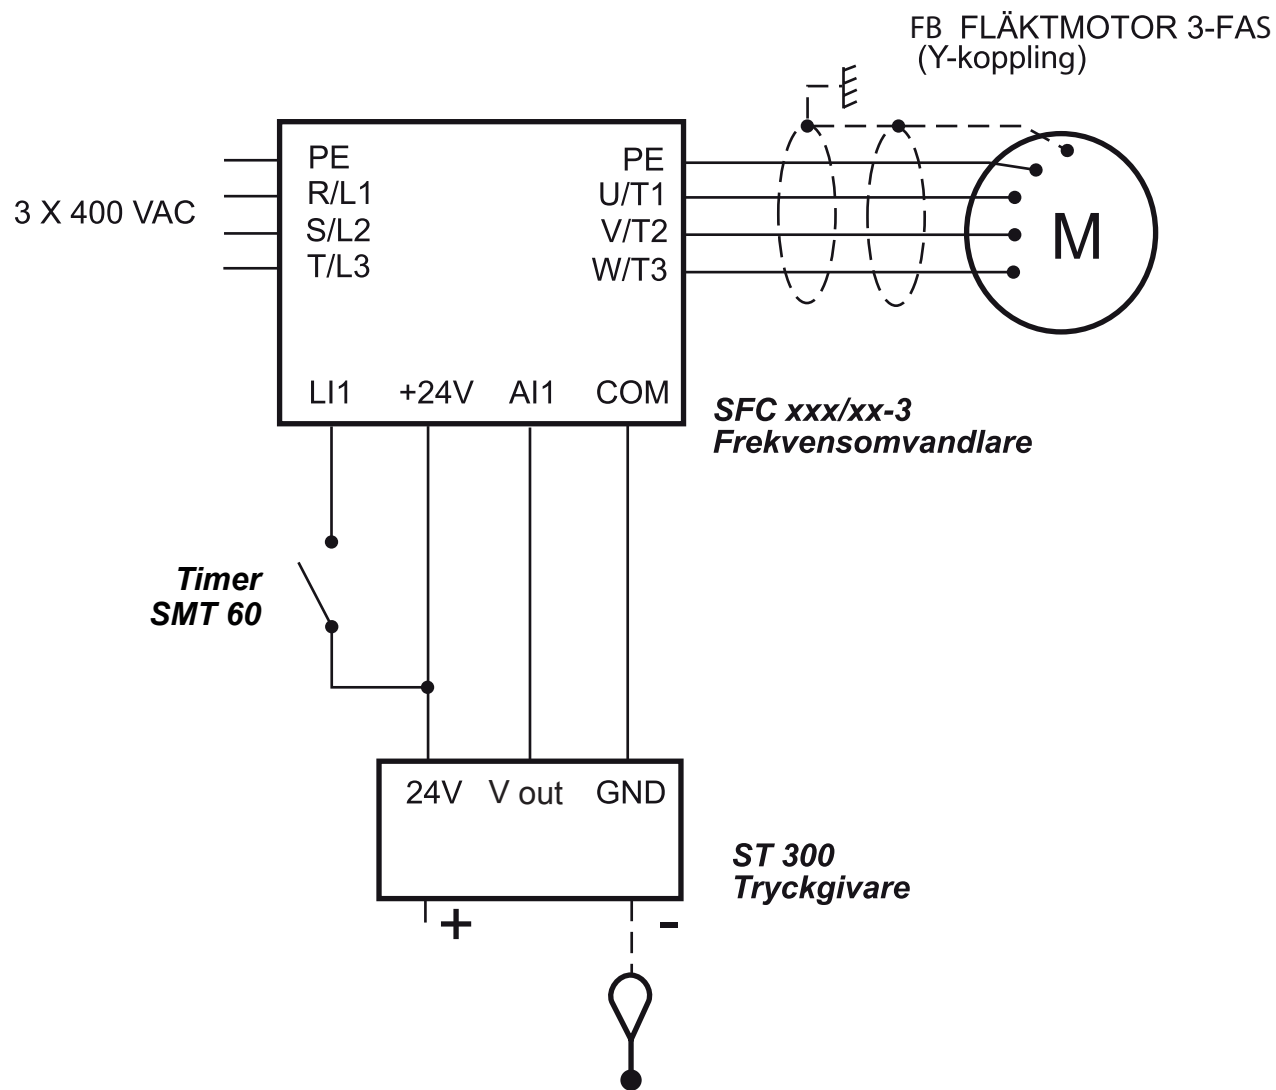 FB FLÄKTMOTOR 3-FAS
(Y-koppling)
PE PE
R/L1 U/T1
3 X 400 VAC
S/L2 V/T2
T/L3 W/T3
M
LI1 +24V AI1 COM
SFC xxx/xx-3
Frekvensomvandlare
Timer
SMT 60
24V V out GND
ST 300
Tryckgivare
+ -